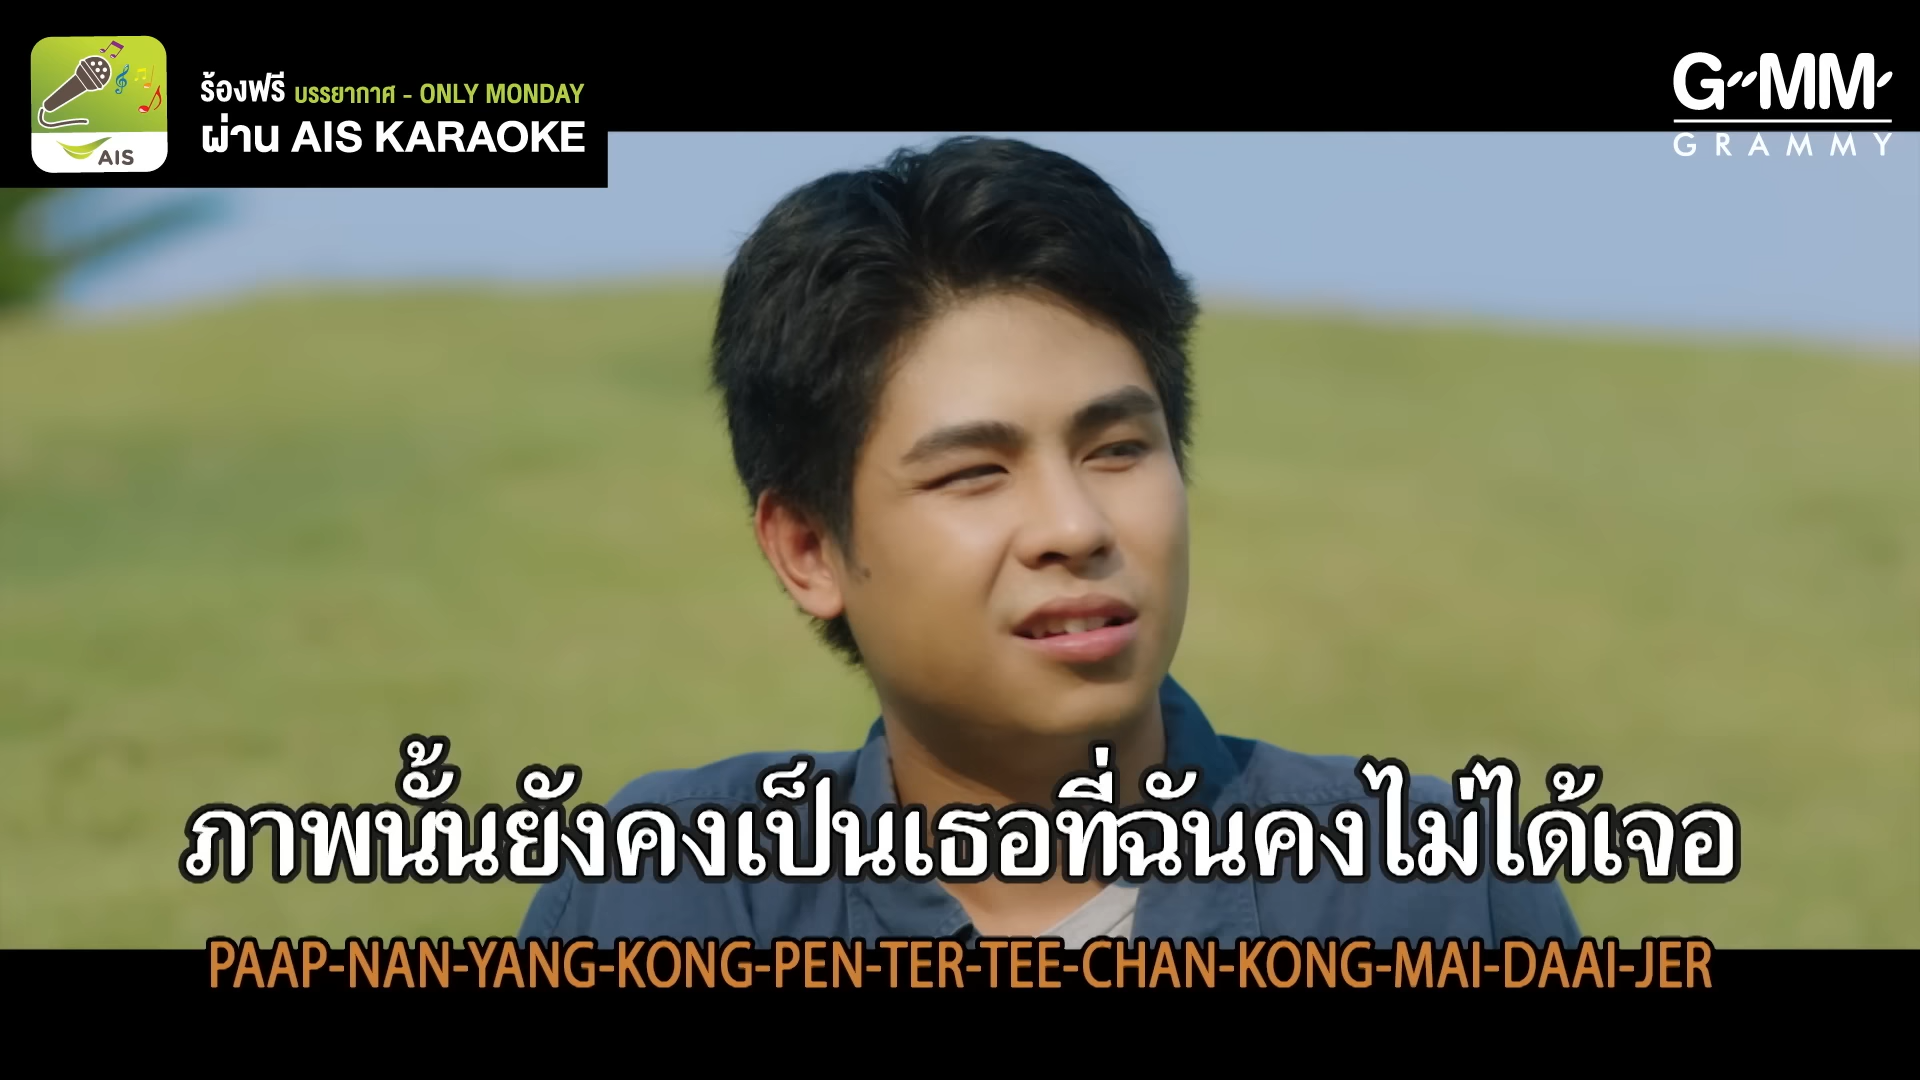 ร้องฟรี บรรยากาศ - ONLY MONDAY
ผ่าน AIS KARAOKE
AIS
GMM
GRAMMY
ภาพนั้นยังคงเป็นเธอที่ฉันคงไม่ได้เจอ
PAAP-NAN-YANG-KONG-PEN-TER-TEE-CHAN-KONG-MAI-DAAI-JER